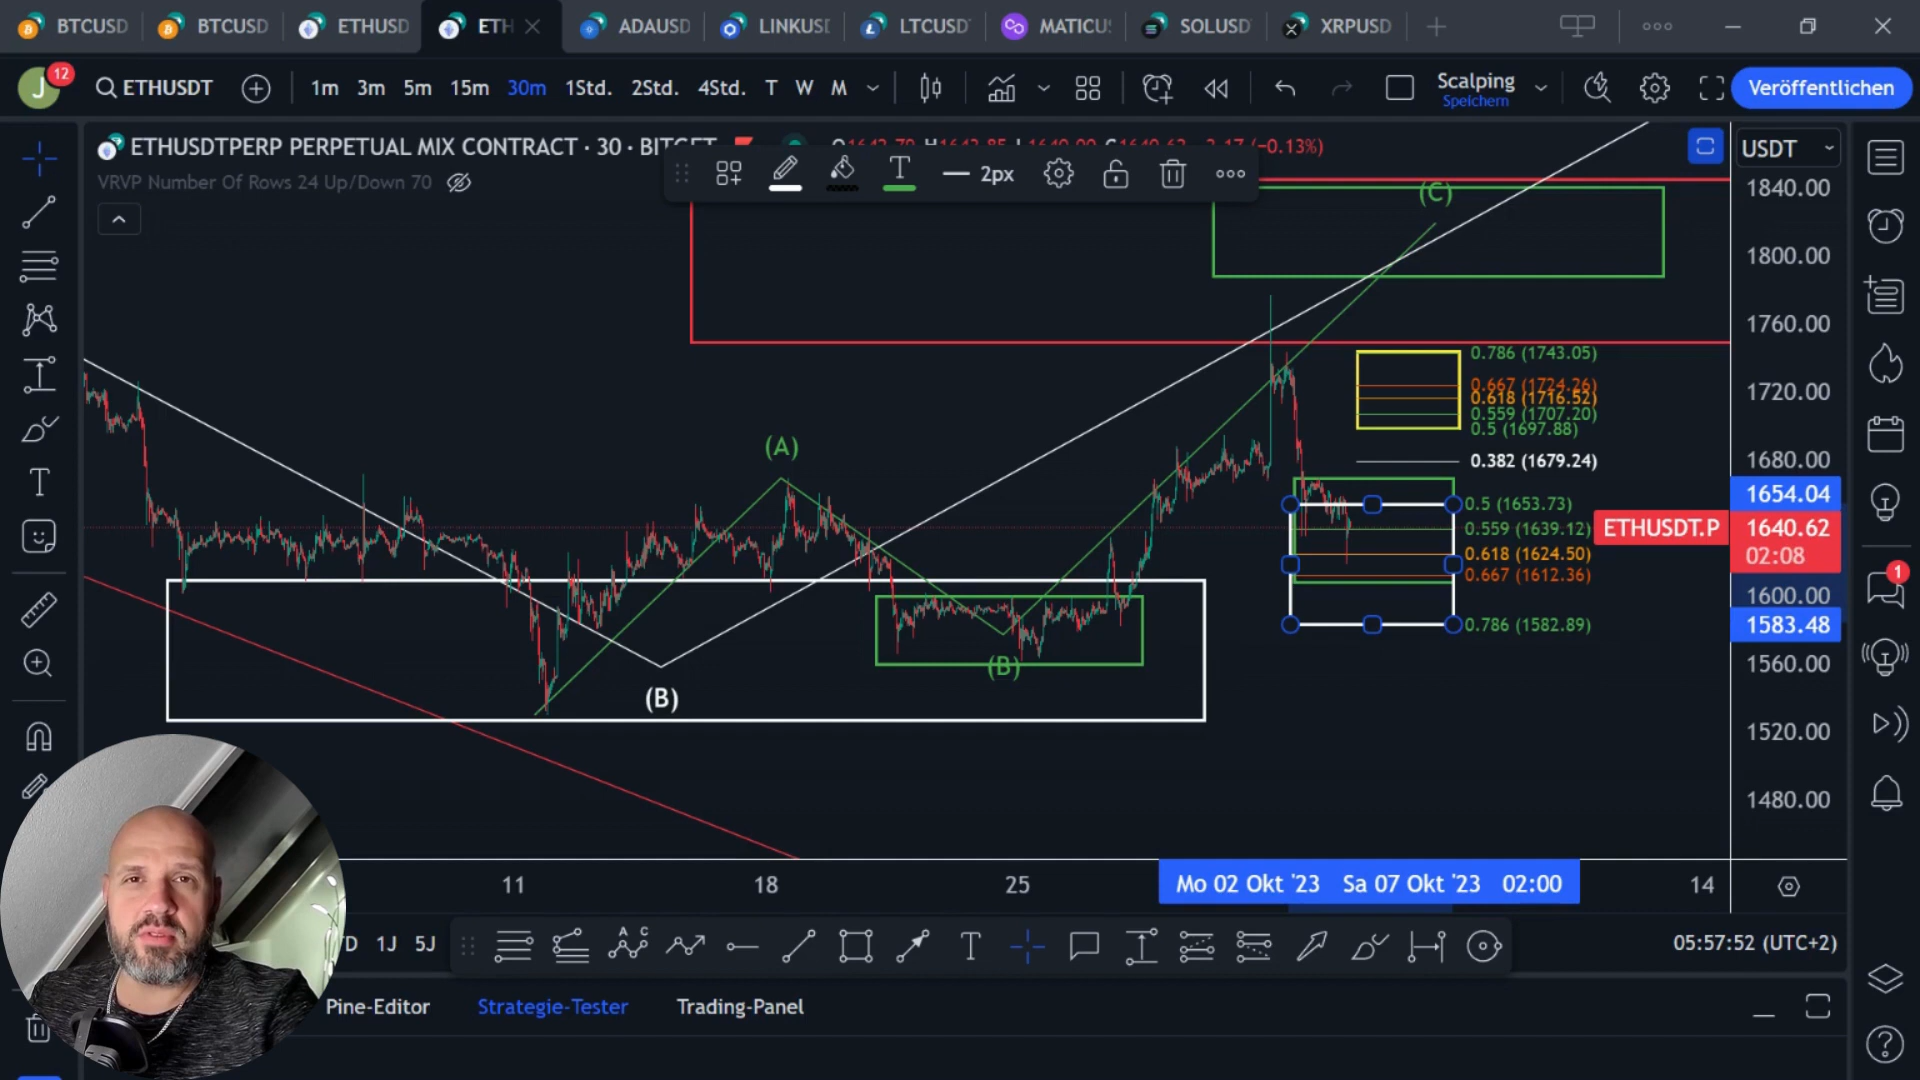 BTCUSD BTCUSD ETHUSD ETH ADAUSD LINKUSD LTCUSD MATICU SOLUSD XRPUSD
J 12 ETHUSDT 1m 3m 5m 15m 30m 1Std. 2Std. 4Std. T W M Scalping Speichern Veröffentlichen
ETHUSDTPERP PERPETUAL MIX CONTRACT · 30 · BITGET (−0.13%) USDT
VRVP Number Of Rows 24 Up/Down 70
T 2px
1840.00
(C)
1800.00
1760.00
0.786 (1743.05)
0.667 (1724.26)
0.618 (1716.52)
0.559 (1707.20)
0.5 (1697.88)
1720.00
(A)
0.382 (1679.24)
1680.00
0.5 (1653.73)
1654.04
0.559 (1639.12)
ETHUSDT.P
1640.62
02:08
0.618 (1624.50)
0.667 (1612.36)
1600.00
0.786 (1582.89)
1583.48
(B)
1560.00
(B)
1520.00
1480.00
11 18 25 Mo 02 Okt '23 Sa 07 Okt '23 02:00 14
1J 5J
A C
T
05:57:52 (UTC+2)
Pine-Editor Strategie-Tester Trading-Panel
T
1